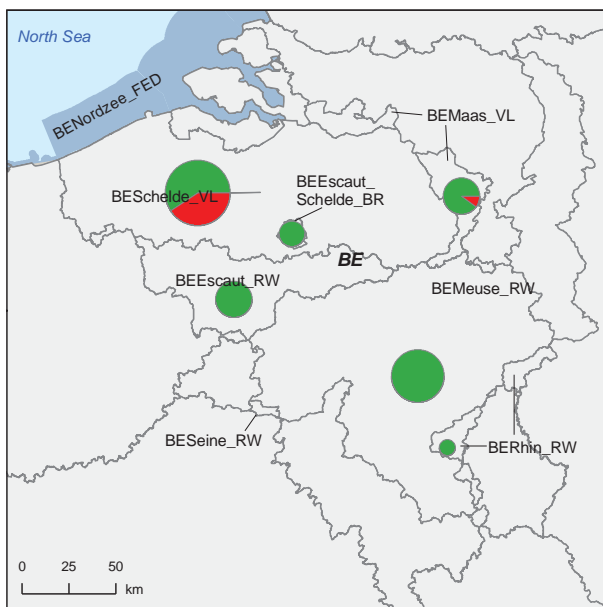 North Sea
BENordzee_FED
BEMaas_VL
BEEscaut_
Schelde_BR
BESchelde_VL
BE
BEEscaut_RW
BEMeuse_RW
BESeine_RW
BERhin_RW
0 25 50
km